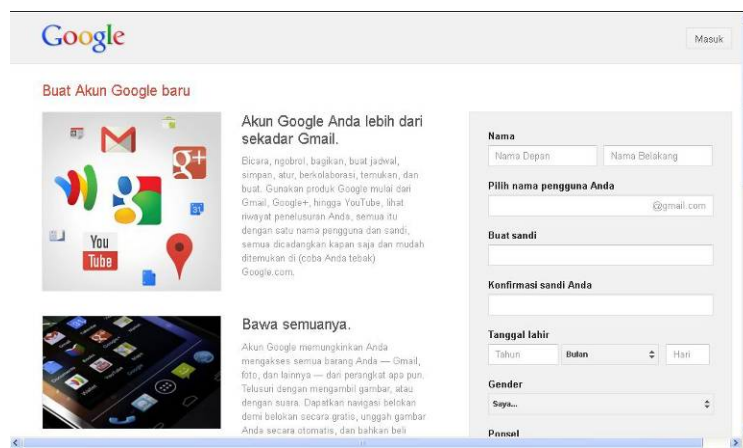 Google
Masuk
Buat Akun Google baru
g+
31
You
Tube
Akun Google Anda lebih dari
sekadar Gmail.
Bicara, ngobrol, bagikan, buat jadwal,
simpan, atur, berkolaborasi, temukan, dan
buat. Gunakan produk Google mulai dari
Gmail, Google+, hingga YouTube, lihat
riwayat penelusuran Anda, semua itu
dengan satu nama pengguna dan sandi,
semua dicadangkan kapan saja dan mudah
ditemukan di (coba Anda tebak)
Google.com.
Bawa semuanya.
Akun Google memungkinkan Anda
mengakses semua barang Anda — Gmail,
foto, dan lainnya — dari perangkat apa pun.
Telusuri dengan mengambil gambar, atau
dengan suara. Dapatkan navigasi belokan
demi belokan secara gratis, unggah gambar
Anda secara otomatis, dan bahkan beli
Nama
Nama Depan Nama Belakang
Pilih nama pengguna Anda
@gmail.com
Buat sandi
Konfirmasi sandi Anda
Tanggal lahir
Tahun Bulan Hari
Gender
Saya...
Ponsel